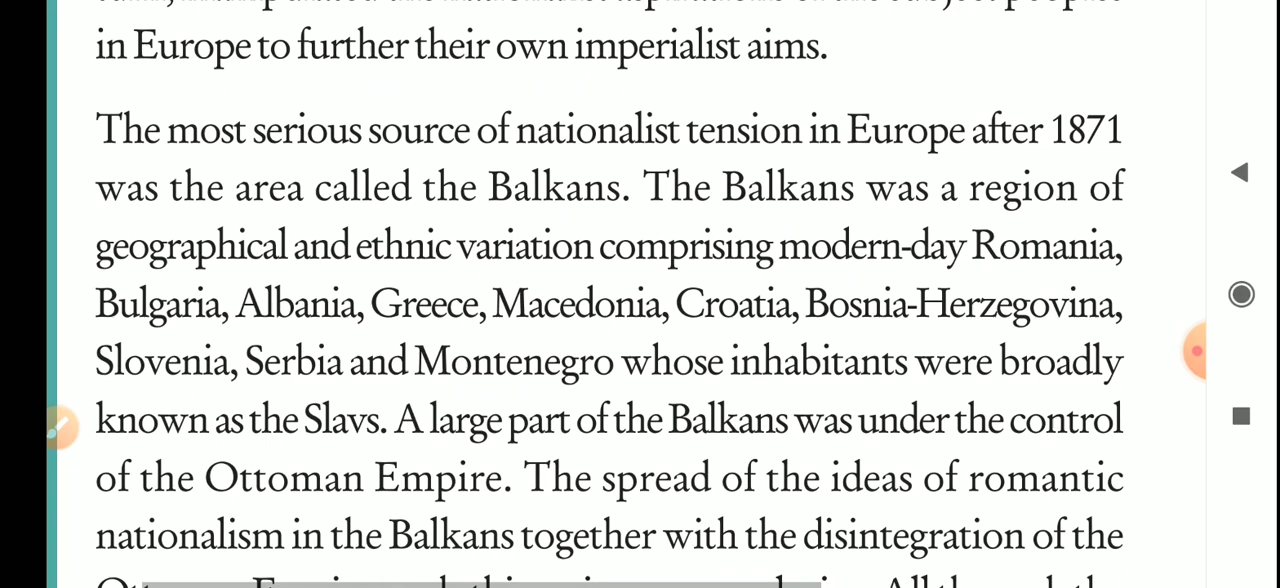 in Europe to further their own imperialist aims.
The most serious source of nationalist tension in Europe after 1871
was the area called the Balkans. The Balkans was a region of
geographical and ethnic variation comprising modern-day Romania,
Bulgaria, Albania, Greece, Macedonia, Croatia, Bosnia-Herzegovina,
Slovenia, Serbia and Montenegro whose inhabitants were broadly
known as the Slavs. A large part of the Balkans was under the control
of the Ottoman Empire. The spread of the ideas of romantic
nationalism in the Balkans together with the disintegration of the